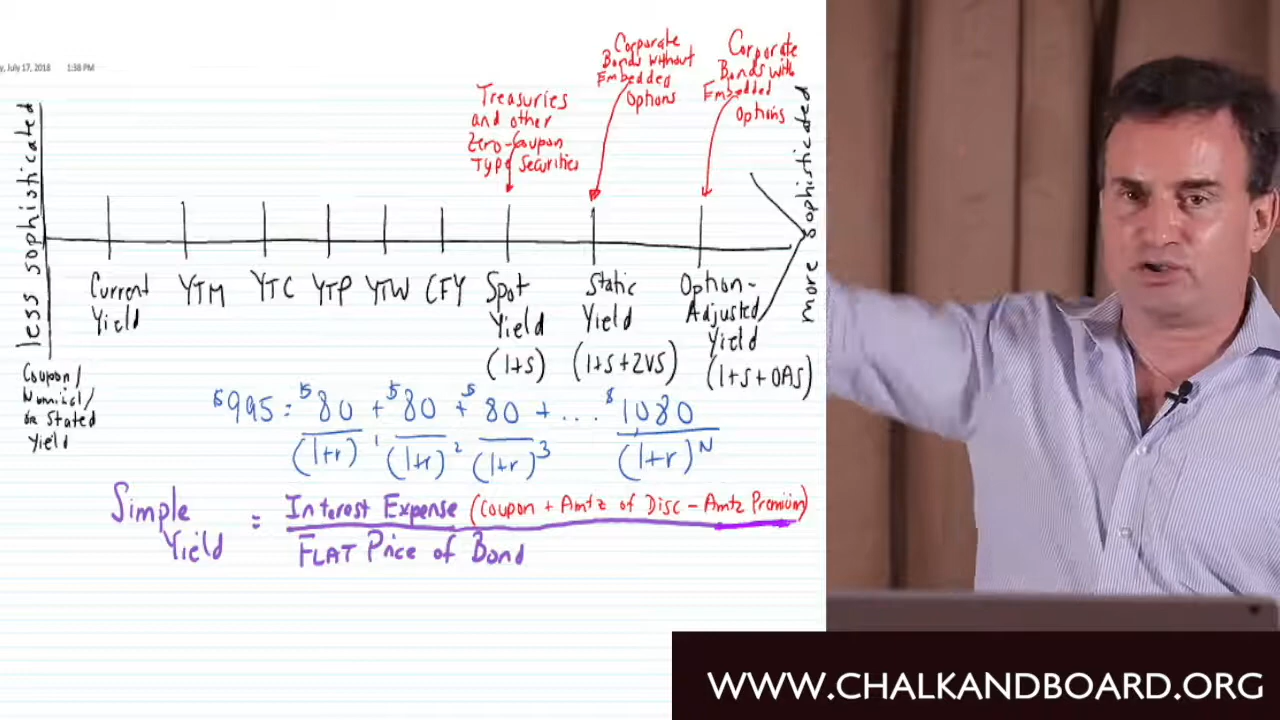 y, July 17, 2018 1:38 PM
less sophisticated
more sophisticated
Treasuries
and other
Zero-Coupon
Type Securities
Corporate
Bonds without
Embedded
Options
Corporate
Bonds with
Embedded
Options
Coupon/
Nominal/
or Stated
Yield
Current
Yield
YTM
YTC
YTP
YTW
CFY
Spot
Yield
(1+S)
Static
Yield
(1+S+ZVS)
Option-
Adjusted
Yield
(1+S+OAS)
$995 = $80 + $80 + $80 + ... $1,080
(1+r)1 (1+r)2 (1+r)3 (1+r)N
Simple
Yield
= Interest Expense (Coupon + Amtz of Disc - Amtz Premium)
FLAT Price of Bond
WWW.CHALKANDBOARD.ORG